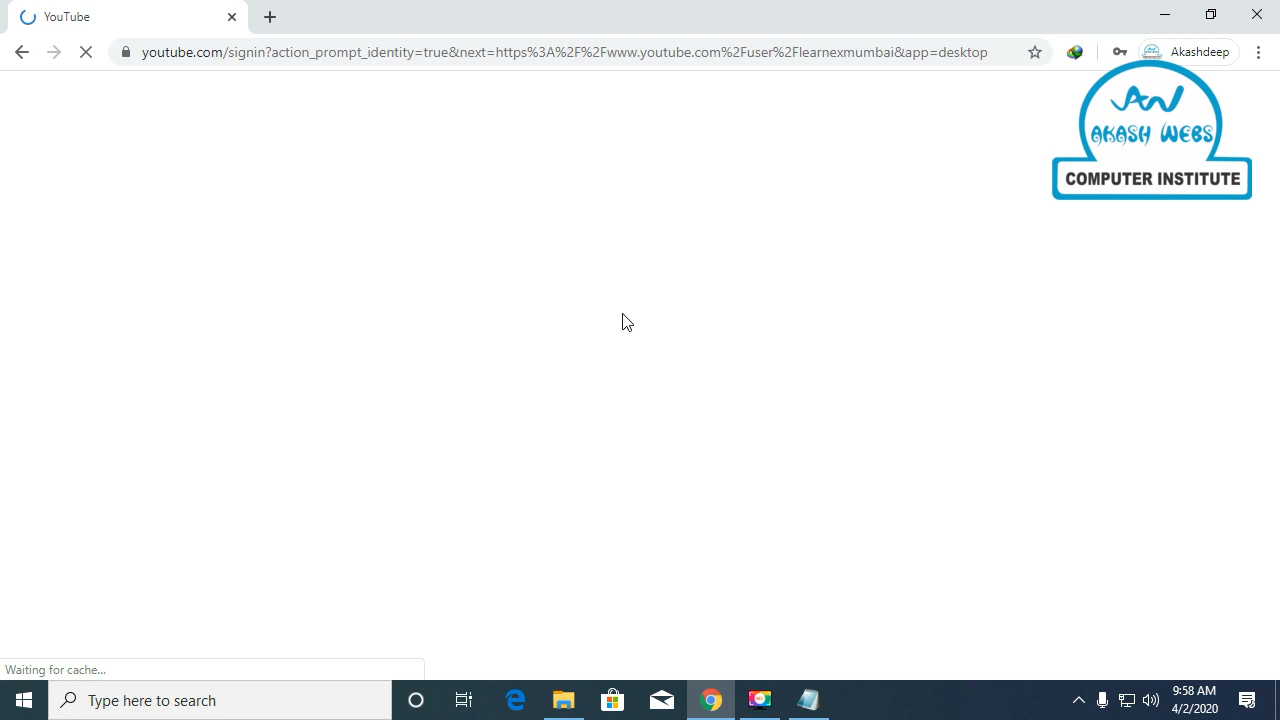 YouTube
youtube.com/signin?action_prompt_identity=true&next=https%3A%2F%2Fwww.youtube.com%2Fuser%2Flearnexmumbai&app=desktop
Akashdeep
AW
AKASH WEBS
COMPUTER INSTITUTE
Waiting for cache...
Type here to search
9:58 AM
4/2/2020